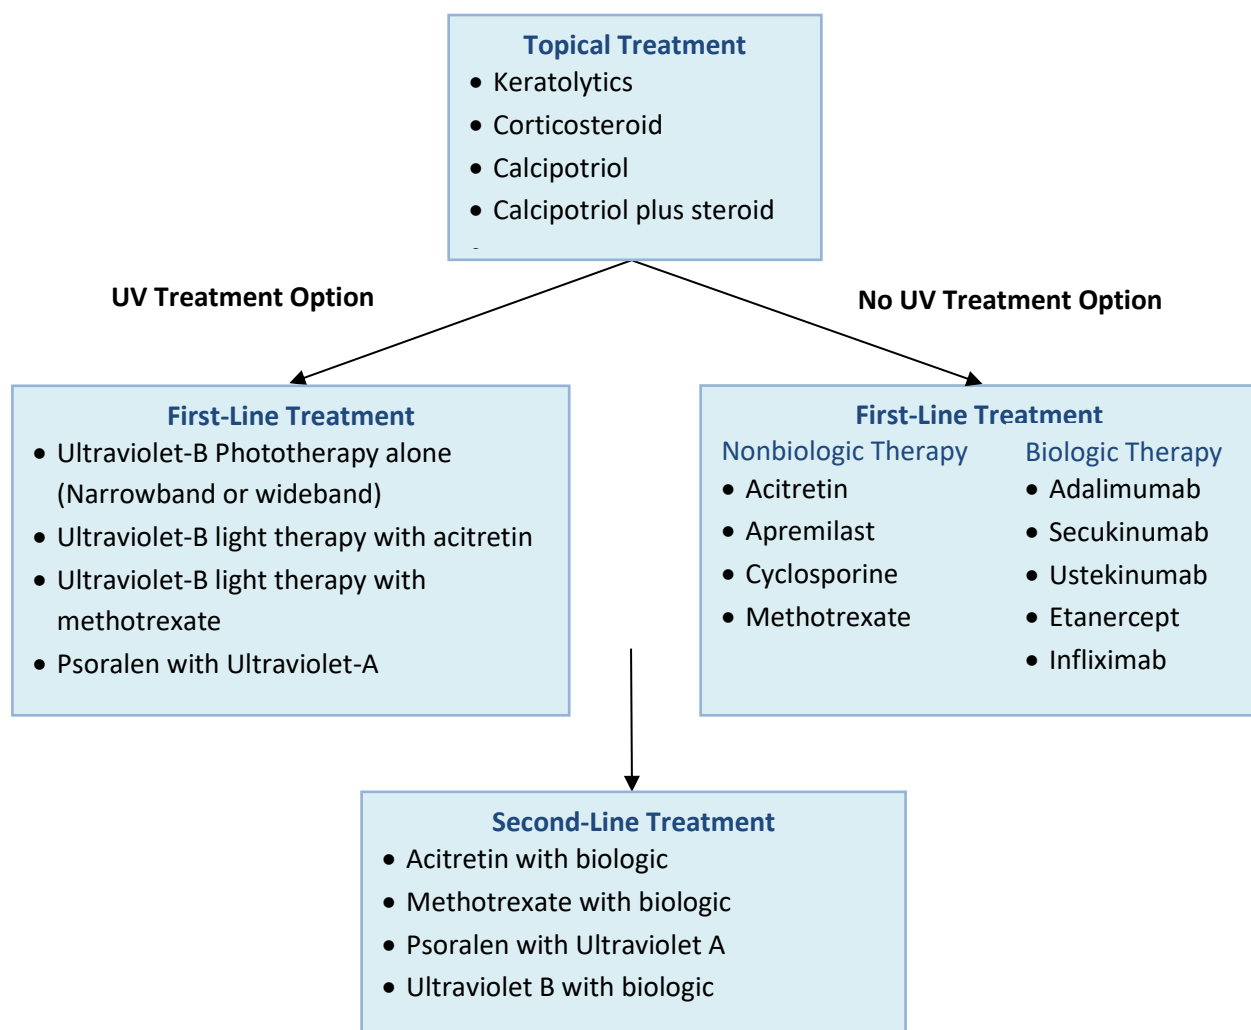 Topical Treatment
• Keratolytics
• Corticosteroid
• Calcipotriol
• Calcipotriol plus steroid
UV Treatment Option
No UV Treatment Option
First-Line Treatment
• Ultraviolet-B Phototherapy alone
(Narrowband or wideband)
• Ultraviolet-B light therapy with acitretin
• Ultraviolet-B light therapy with
methotrexate
• Psoralen with Ultraviolet-A
First-Line Treatment
Nonbiologic Therapy
• Acitretin
• Apremilast
• Cyclosporine
• Methotrexate
Biologic Therapy
• Adalimumab
• Secukinumab
• Ustekinumab
• Etanercept
• Infliximab
Second-Line Treatment
• Acitretin with biologic
• Methotrexate with biologic
• Psoralen with Ultraviolet A
• Ultraviolet B with biologic